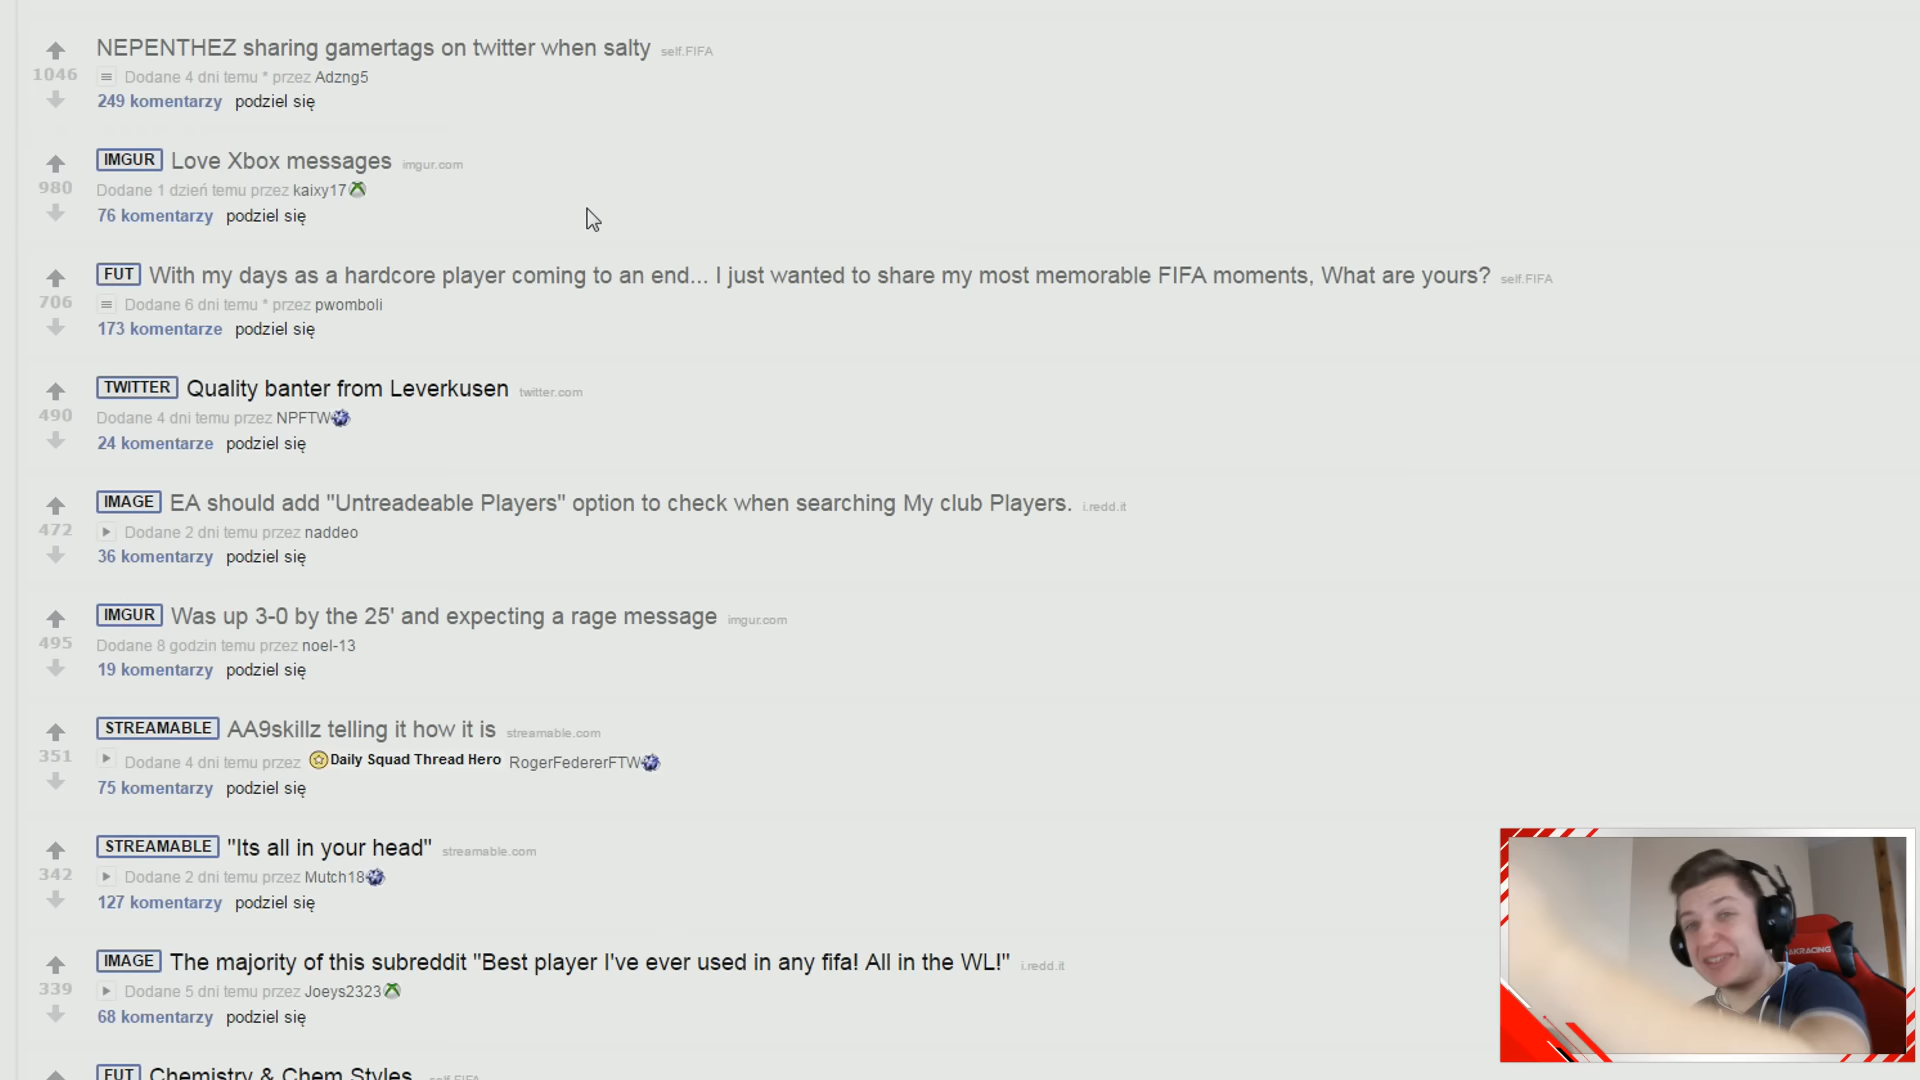 NEPENTHEZ sharing gamertags on twitter when salty self.FIFA
1046
Dodane 4 dni temu * przez Adzng5
249 komentarzy podziel się
IMGUR Love Xbox messages imgur.com
980
Dodane 1 dzień temu przez kaixy17
76 komentarzy podziel się
FUT With my days as a hardcore player coming to an end... I just wanted to share my most memorable FIFA moments, What are yours? self.FIFA
706
Dodane 6 dni temu * przez pwomboli
173 komentarze podziel się
TWITTER Quality banter from Leverkusen twitter.com
490
Dodane 4 dni temu przez NPFTW
24 komentarze podziel się
IMAGE EA should add "Untreadeable Players" option to check when searching My club Players. i.redd.it
472
Dodane 2 dni temu przez naddeo
36 komentarzy podziel się
IMGUR Was up 3-0 by the 25' and expecting a rage message imgur.com
495
Dodane 8 godzin temu przez noel-13
19 komentarzy podziel się
STREAMABLE AA9skillz telling it how it is streamable.com
351
Dodane 4 dni temu przez Daily Squad Thread Hero RogerFedererFTW
75 komentarzy podziel się
STREAMABLE "Its all in your head" streamable.com
342
Dodane 2 dni temu przez Mutch18
127 komentarzy podziel się
IMAGE The majority of this subreddit "Best player I've ever used in any fifa! All in the WL!" i.redd.it
339
Dodane 5 dni temu przez Joeys2323
68 komentarzy podziel się
FUT Chemistry & Chem Styles self.FIFA
AKRACING